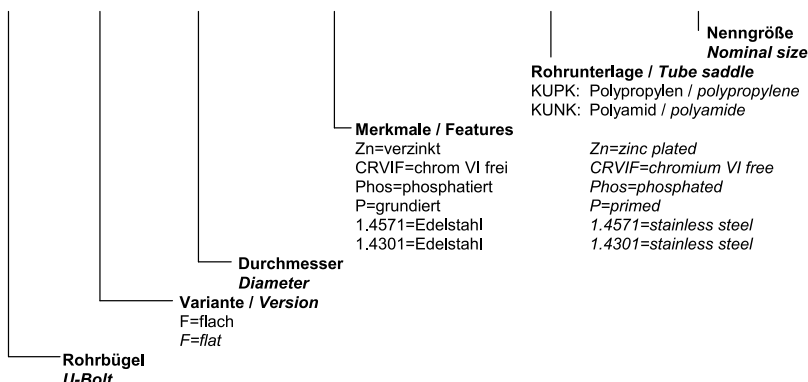 Nenngröße
Nominal size
Rohrunterlage / Tube saddle
KUPK: Polypropylen / polypropylene
KUNK: Polyamid / polyamide
Merkmale / Features
Zn=verzinkt Zn=zinc plated
CRVIF=chrom VI frei CRVIF=chromium VI free
Phos=phosphatiert Phos=phosphated
P=grundiert P=primed
1.4571=Edelstahl 1.4571=stainless steel
1.4301=Edelstahl 1.4301=stainless steel
Durchmesser
Diameter
Variante / Version
F=flach
F=flat
Rohrbügel
U-Bolt